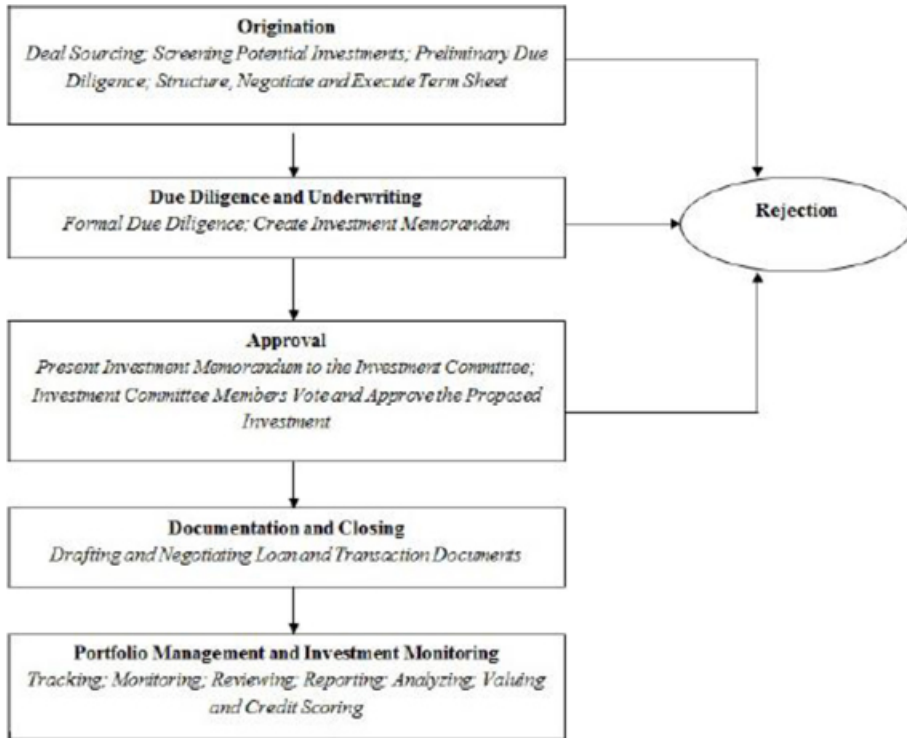 Origination
Deal Sourcing; Screening Potential Investments; Preliminary Due
Diligence; Structure, Negotiate and Execute Term Sheet
Due Diligence and Underwriting
Formal Due Diligence; Create Investment Memorandum
Rejection
Approval
Present Investment Memorandum to the Investment Committee;
Investment Committee Members Vote and Approve the Proposed
Investment
Documentation and Closing
Drafting and Negotiating Loan and Transaction Documents
Portfolio Management and Investment Monitoring
Tracking; Monitoring; Reviewing; Reporting; Analyzing; Valuing
and Credit Scoring